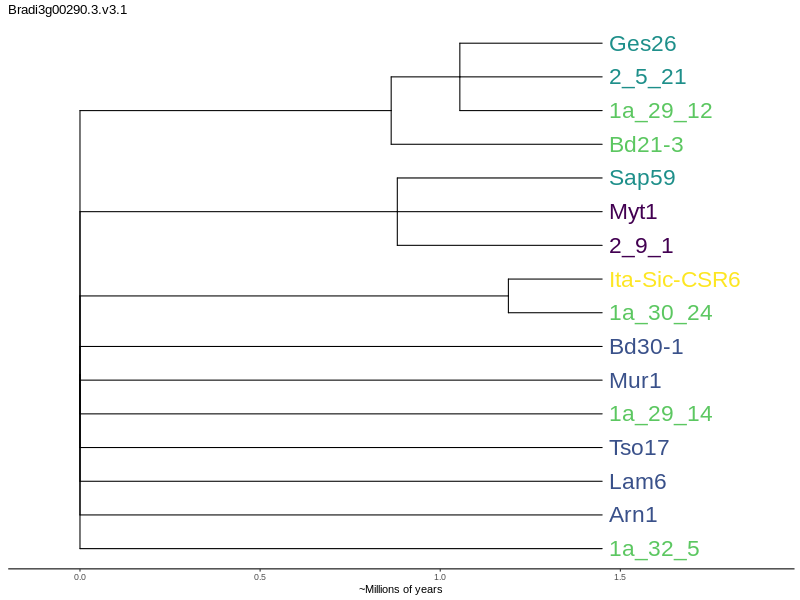 Bradi3g00290.3.v3.1
Ges26
2_5_21
1a_29_12
Bd21-3
Sap59
Myt1
2_9_1
Ita-Sic-CSR6
1a_30_24
Bd30-1
Mur1
1a_29_14
Tso17
Lam6
Arn1
1a_32_5
0.0 0.5 1.0 1.5
~Millions of years